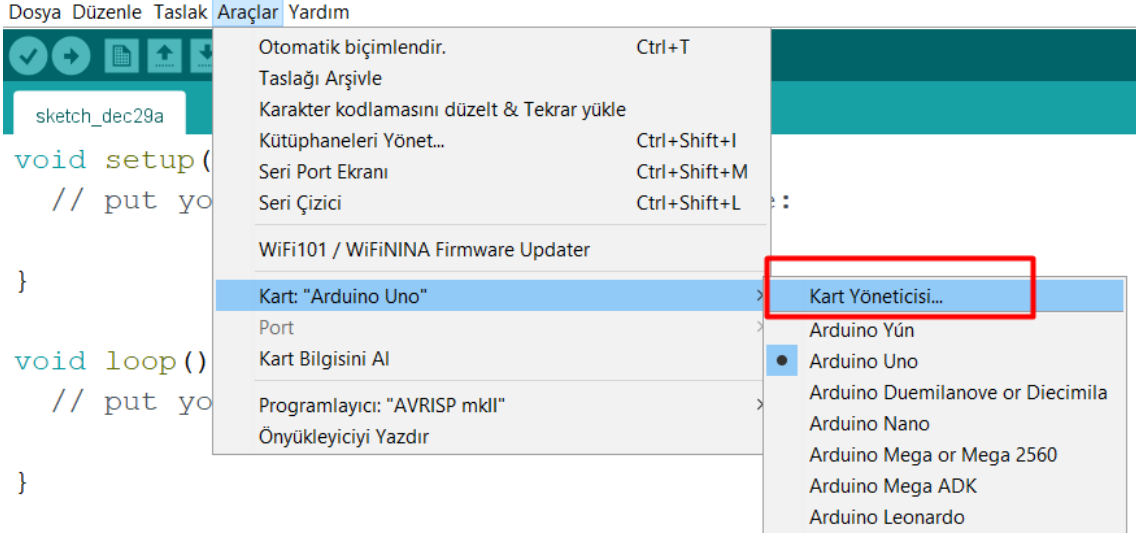 Dosya Düzenle Taslak Araçlar Yardım
Otomatik biçimlendir. Ctrl+T
Taslağı Arşivle
Karakter kodlamasını düzelt & Tekrar yükle
Kütüphaneleri Yönet... Ctrl+Shift+I
Seri Port Ekranı Ctrl+Shift+M
Seri Çizici Ctrl+Shift+L
WiFi101 / WiFiNINA Firmware Updater
Kart: "Arduino Uno"
Port
Kart Bilgisini Al
Programlayıcı: "AVRISP mkII"
Önyükleyiciyi Yazdır
Kart Yöneticisi...
Arduino Yún
Arduino Uno
Arduino Duemilanove or Diecimila
Arduino Nano
Arduino Mega or Mega 2560
Arduino Mega ADK
Arduino Leonardo
sketch_dec29a
void setup(
// put yo :
}
void loop()
// put yo
}